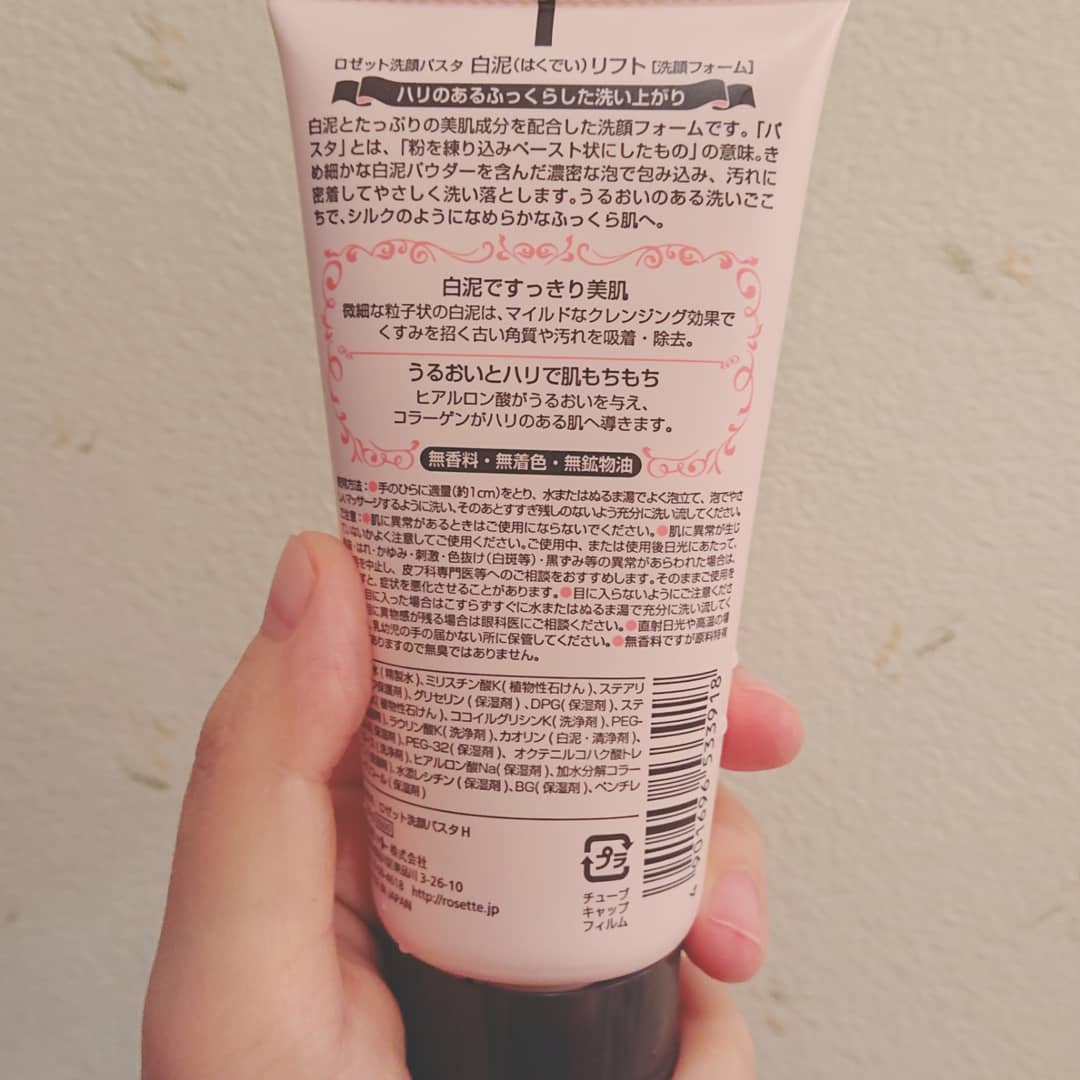 ロゼット洗顔パスタ 白泥(はくでい)リフト [洗顔フォーム]
ハリのあるふっくらした洗い上がり
白泥とたっぷりの美肌成分を配合した洗顔フォームです。「パ
スタ」とは、「粉を練り込みペースト状にしたもの」の意味。き
め細かな白泥パウダーを含んだ濃密な泡で包み込み、汚れに
密着してやさしく洗い落とします。うるおいのある洗いごこ
ちで、シルクのようになめらかなふっくら肌へ。
白泥ですっきり美肌
微細な粒子状の白泥は、マイルドなクレンジング効果で
くすみを招く古い角質や汚れを吸着・除去。
うるおいとハリで肌もちもち
ヒアルロン酸がうるおいを与え、
コラーゲンがハリのある肌へ導きます。
無香料・無着色・無鉱物油
方法:●手のひらに適量(約1cm)をとり、水またはぬるま湯でよく泡立て、泡でやさ
しくマッサージするように洗い、そのあとすすぎ残しのないよう充分に洗い流してください。
ご注意:●肌に異常があるときはご使用にならないでください。●肌に異常が生じ
ていないかよく注意してご使用ください。ご使用中、または使用後日光にあたって、
・はれ・かゆみ・刺激・色抜け(白斑等)・黒ずみ等の異常があらわれた場合は、
を中止し、皮フ科専門医等へのご相談をおすすめします。そのままご使用を
すと、症状を悪化させることがあります。●目に入らないようにご注意くださ
目に入った場合はこすらずすぐに水またはぬるま湯で充分に洗い流してく
目に異物感が残る場合は眼科医にご相談ください。●直射日光や高温の場
乳幼児の手の届かない所に保管してください。●無香料ですが原料特有
ありますので無臭ではありません。
水(精製水)、ミリスチン酸K(植物性石けん)、ステアリ
保護剤)、グリセリン(保湿剤)、DPG(保湿剤)、ステ
植物性石けん)、ココイルグリシンK(洗浄剤)、PEG-
保湿剤)、ラウリン酸K(洗浄剤)、カオリン(白泥・清浄剤)、
PEG-32(保湿剤)、オクテニルコハク酸トレ
(洗浄剤)、ヒアルロン酸Na(保湿剤)、加水分解コラー
水添レシチン(保湿剤)、BG(保湿剤)、ペンチレ
コール(保湿剤)
ロゼット洗顔パスタH
株式会社
東品川3-26-10
8618 http://rosette.jp
JAPAN
プラ
チューブ
キャップ
フィルム
4 901696 533918